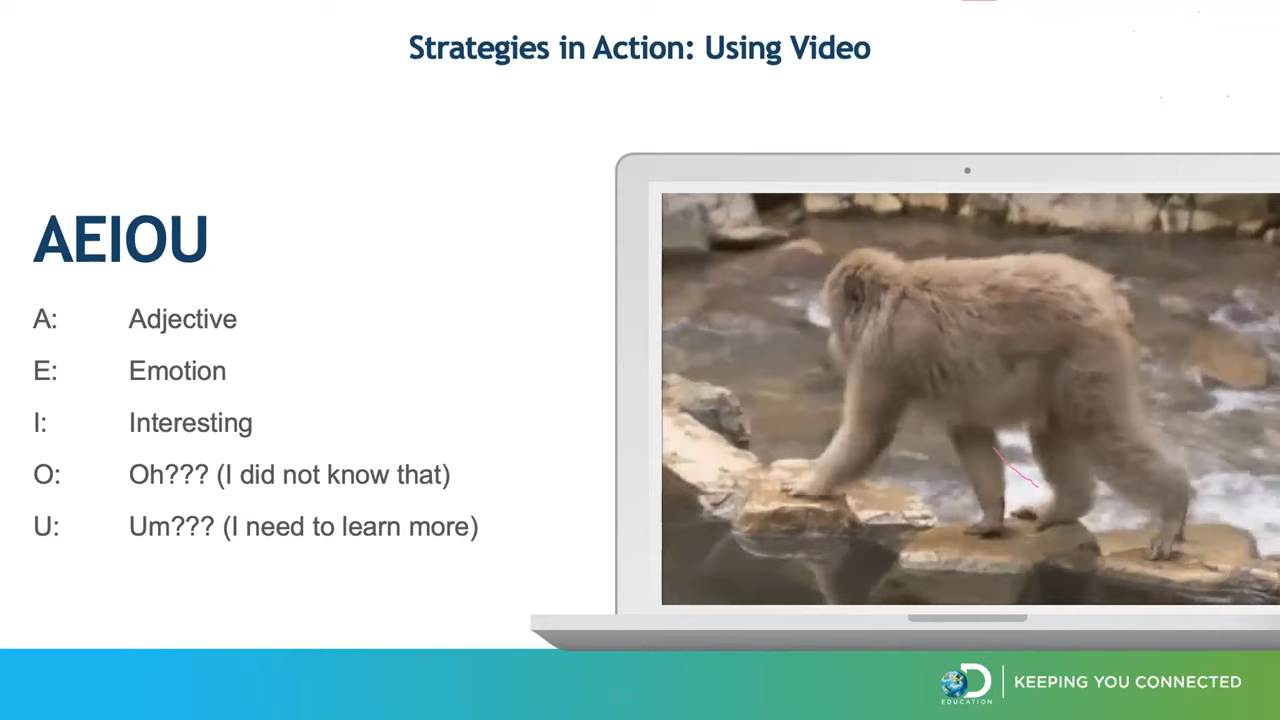 Strategies in Action: Using Video
AEIOU
A: Adjective
E: Emotion
I: Interesting
O: Oh??? (I did not know that)
U: Um??? (I need to learn more)
D
EDUCATION
KEEPING YOU CONNECTED